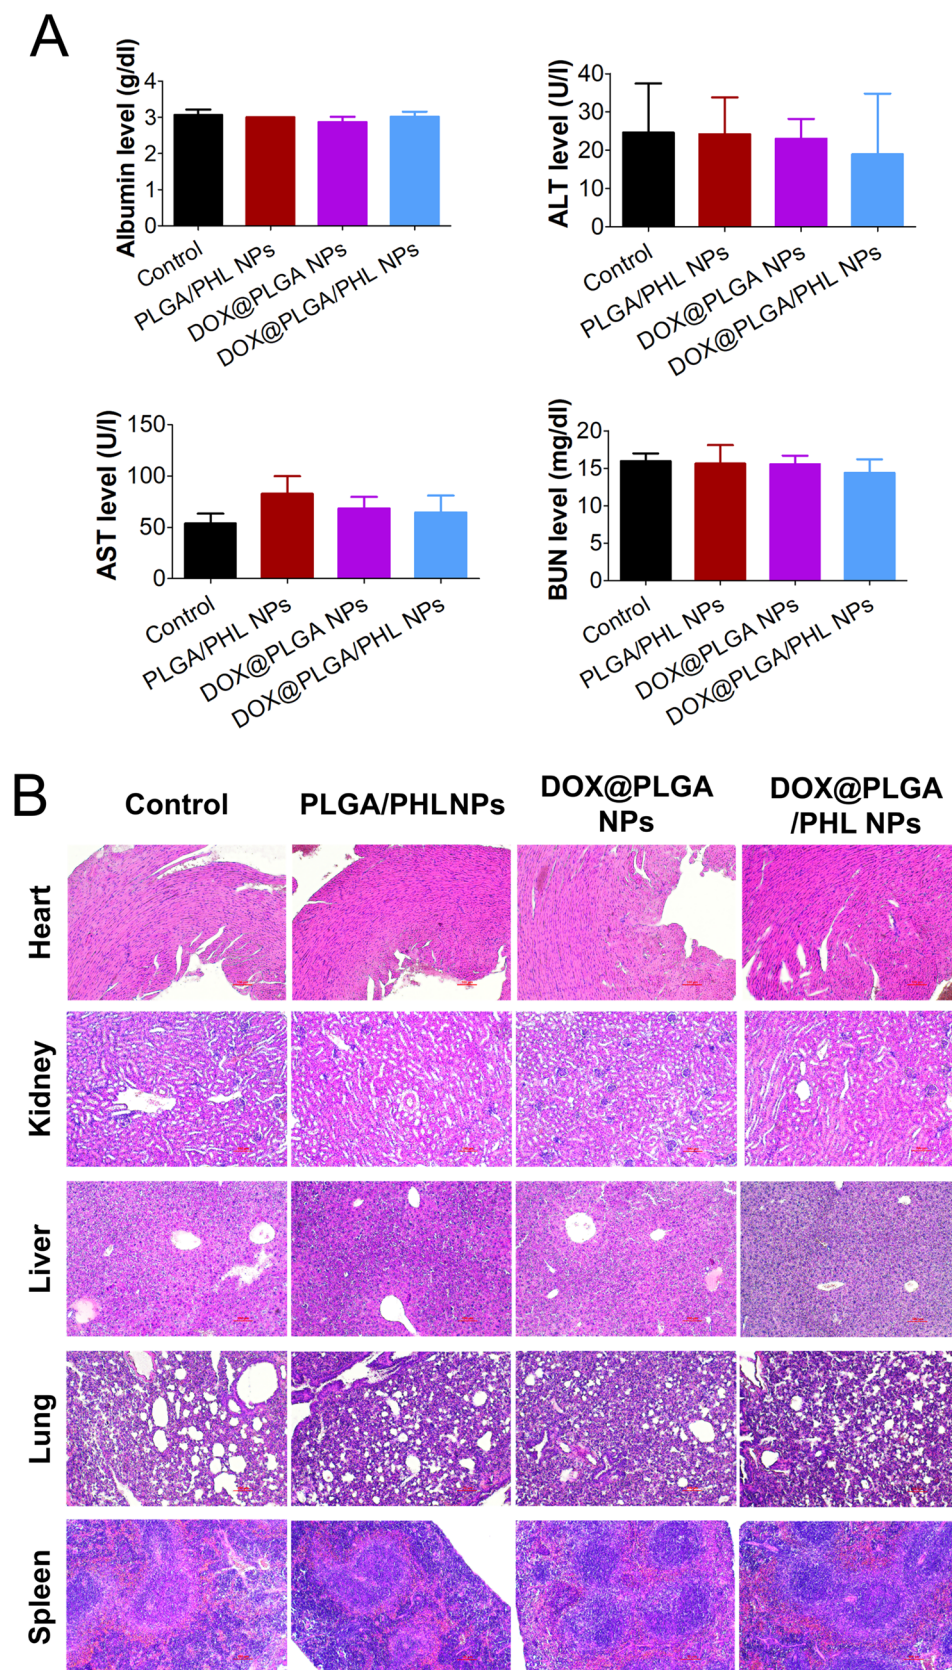 A
Albumin level (g/dl)
4
3
2
1
0
Control
PLGA/PHL NPs
DOX@PLGA NPs
DOX@PLGA/PHL NPs
ALT level (U/l)
40
30
20
10
0
Control
PLGA/PHL NPs
DOX@PLGA NPs
DOX@PLGA/PHL NPs
AST level (U/l)
150
100
50
0
Control
PLGA/PHL NPs
DOX@PLGA NPs
DOX@PLGA/PHL NPs
BUN level (mg/dl)
20
15
10
5
0
Control
PLGA/PHL NPs
DOX@PLGA NPs
DOX@PLGA/PHL NPs
B
Control
PLGA/PHLNPs
DOX@PLGA
NPs
DOX@PLGA
/PHL NPs
Heart
Kidney
Liver
Lung
Spleen